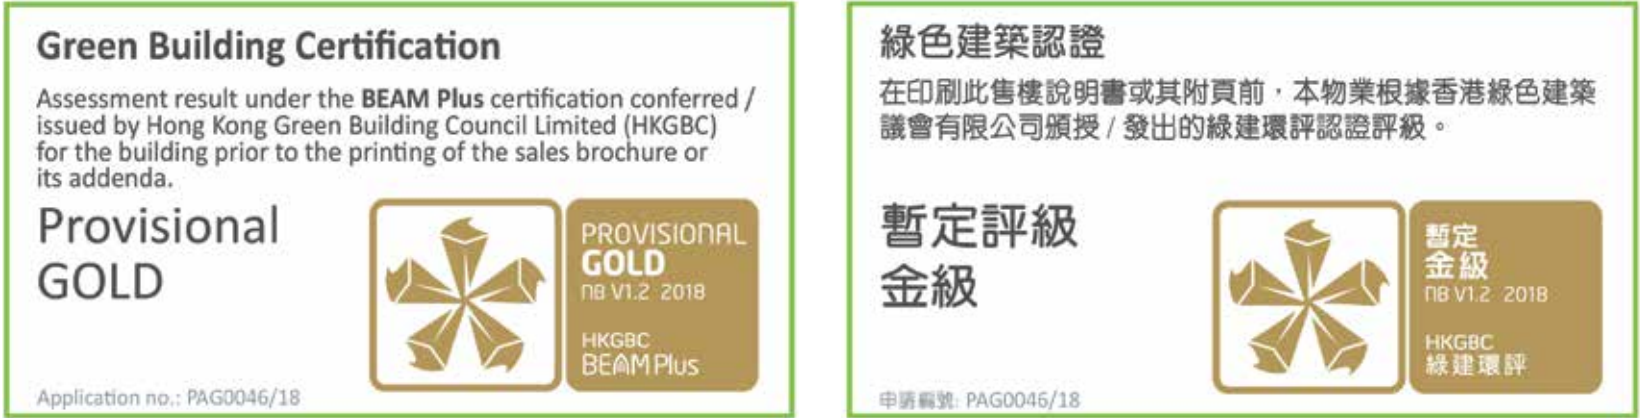 Green Building Certification
Assessment result under the BEAM Plus certification conferred /
issued by Hong Kong Green Building Council Limited (HKGBC)
for the building prior to the printing of the sales brochure or
its addenda.
Provisional
GOLD
PROVISIONAL
GOLD
NB V1.2 2018
HKGBC
BEAM Plus
Application no.: PAG0046/18
綠色建築認證
在印刷此售樓說明書或其附頁前，本物業根據香港綠色建築
議會有限公司頒授 / 發出的綠建環評認證評級。
暫定評級
金級
暫定
金級
NB V1.2 2018
HKGBC
綠建環評
申請編號: PAG0046/18